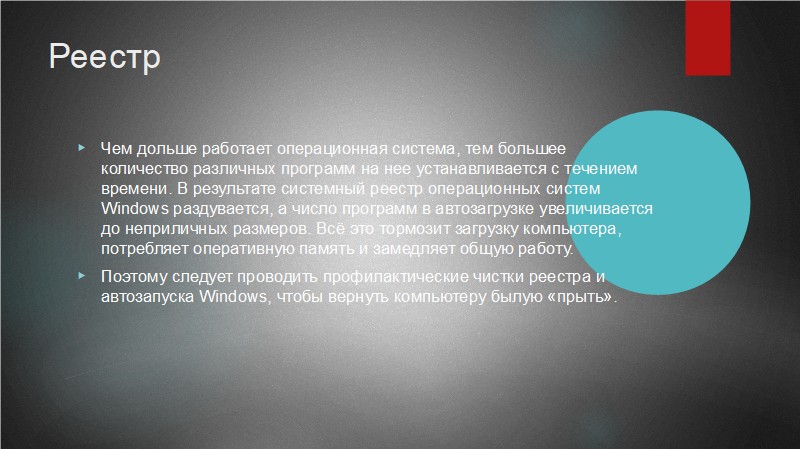 Реестр
Чем дольше работает операционная система, тем большее
количество различных программ на нее устанавливается с течением
времени. В результате системный реестр операционных систем
Windows раздувается, а число программ в автозагрузке увеличивается
до неприличных размеров. Всё это тормозит загрузку компьютера,
потребляет оперативную память и замедляет общую работу.
Поэтому следует проводить профилактические чистки реестра и
автозапуска Windows, чтобы вернуть компьютеру былую «прыть».